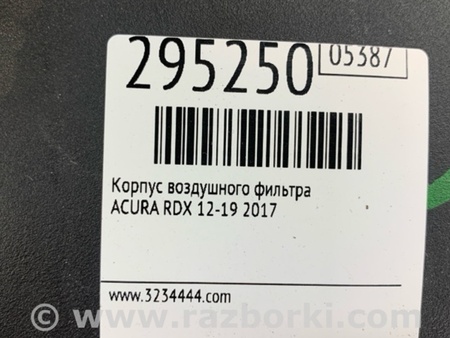 295250
05387
Корпус воздушного фильтра
ACURA RDX 12-19 2017
www.3234444.com
www.razborki.com